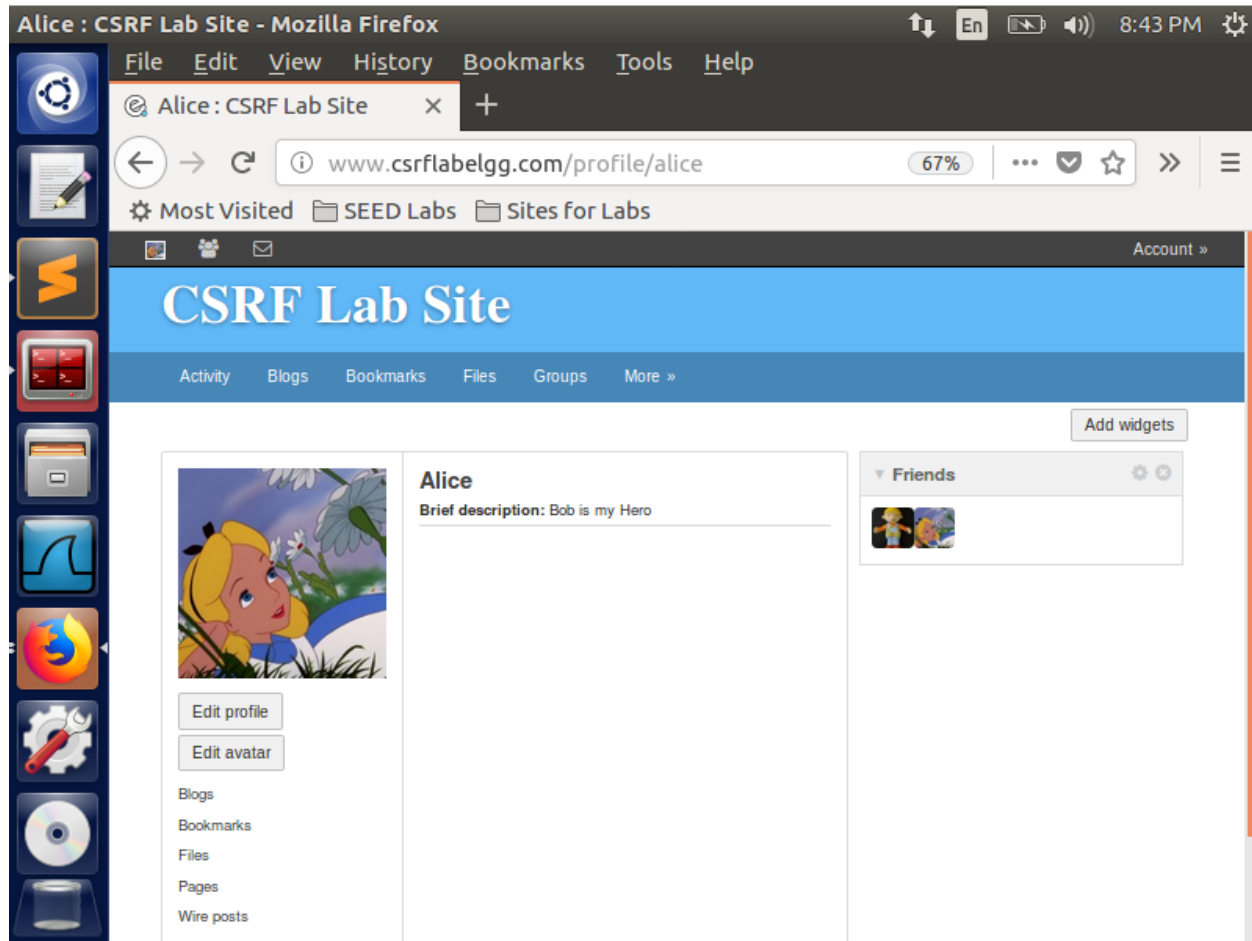 Alice : CSRF Lab Site - Mozilla Firefox En 8:43 PM
File Edit View History Bookmarks Tools Help
Alice : CSRF Lab Site
www.csrflabelgg.com/profile/alice 67%
Most Visited SEED Labs Sites for Labs
Account »
CSRF Lab Site
Activity Blogs Bookmarks Files Groups More »
Add widgets
Alice
Brief description: Bob is my Hero
Friends
Edit profile
Edit avatar
Blogs
Bookmarks
Files
Pages
Wire posts